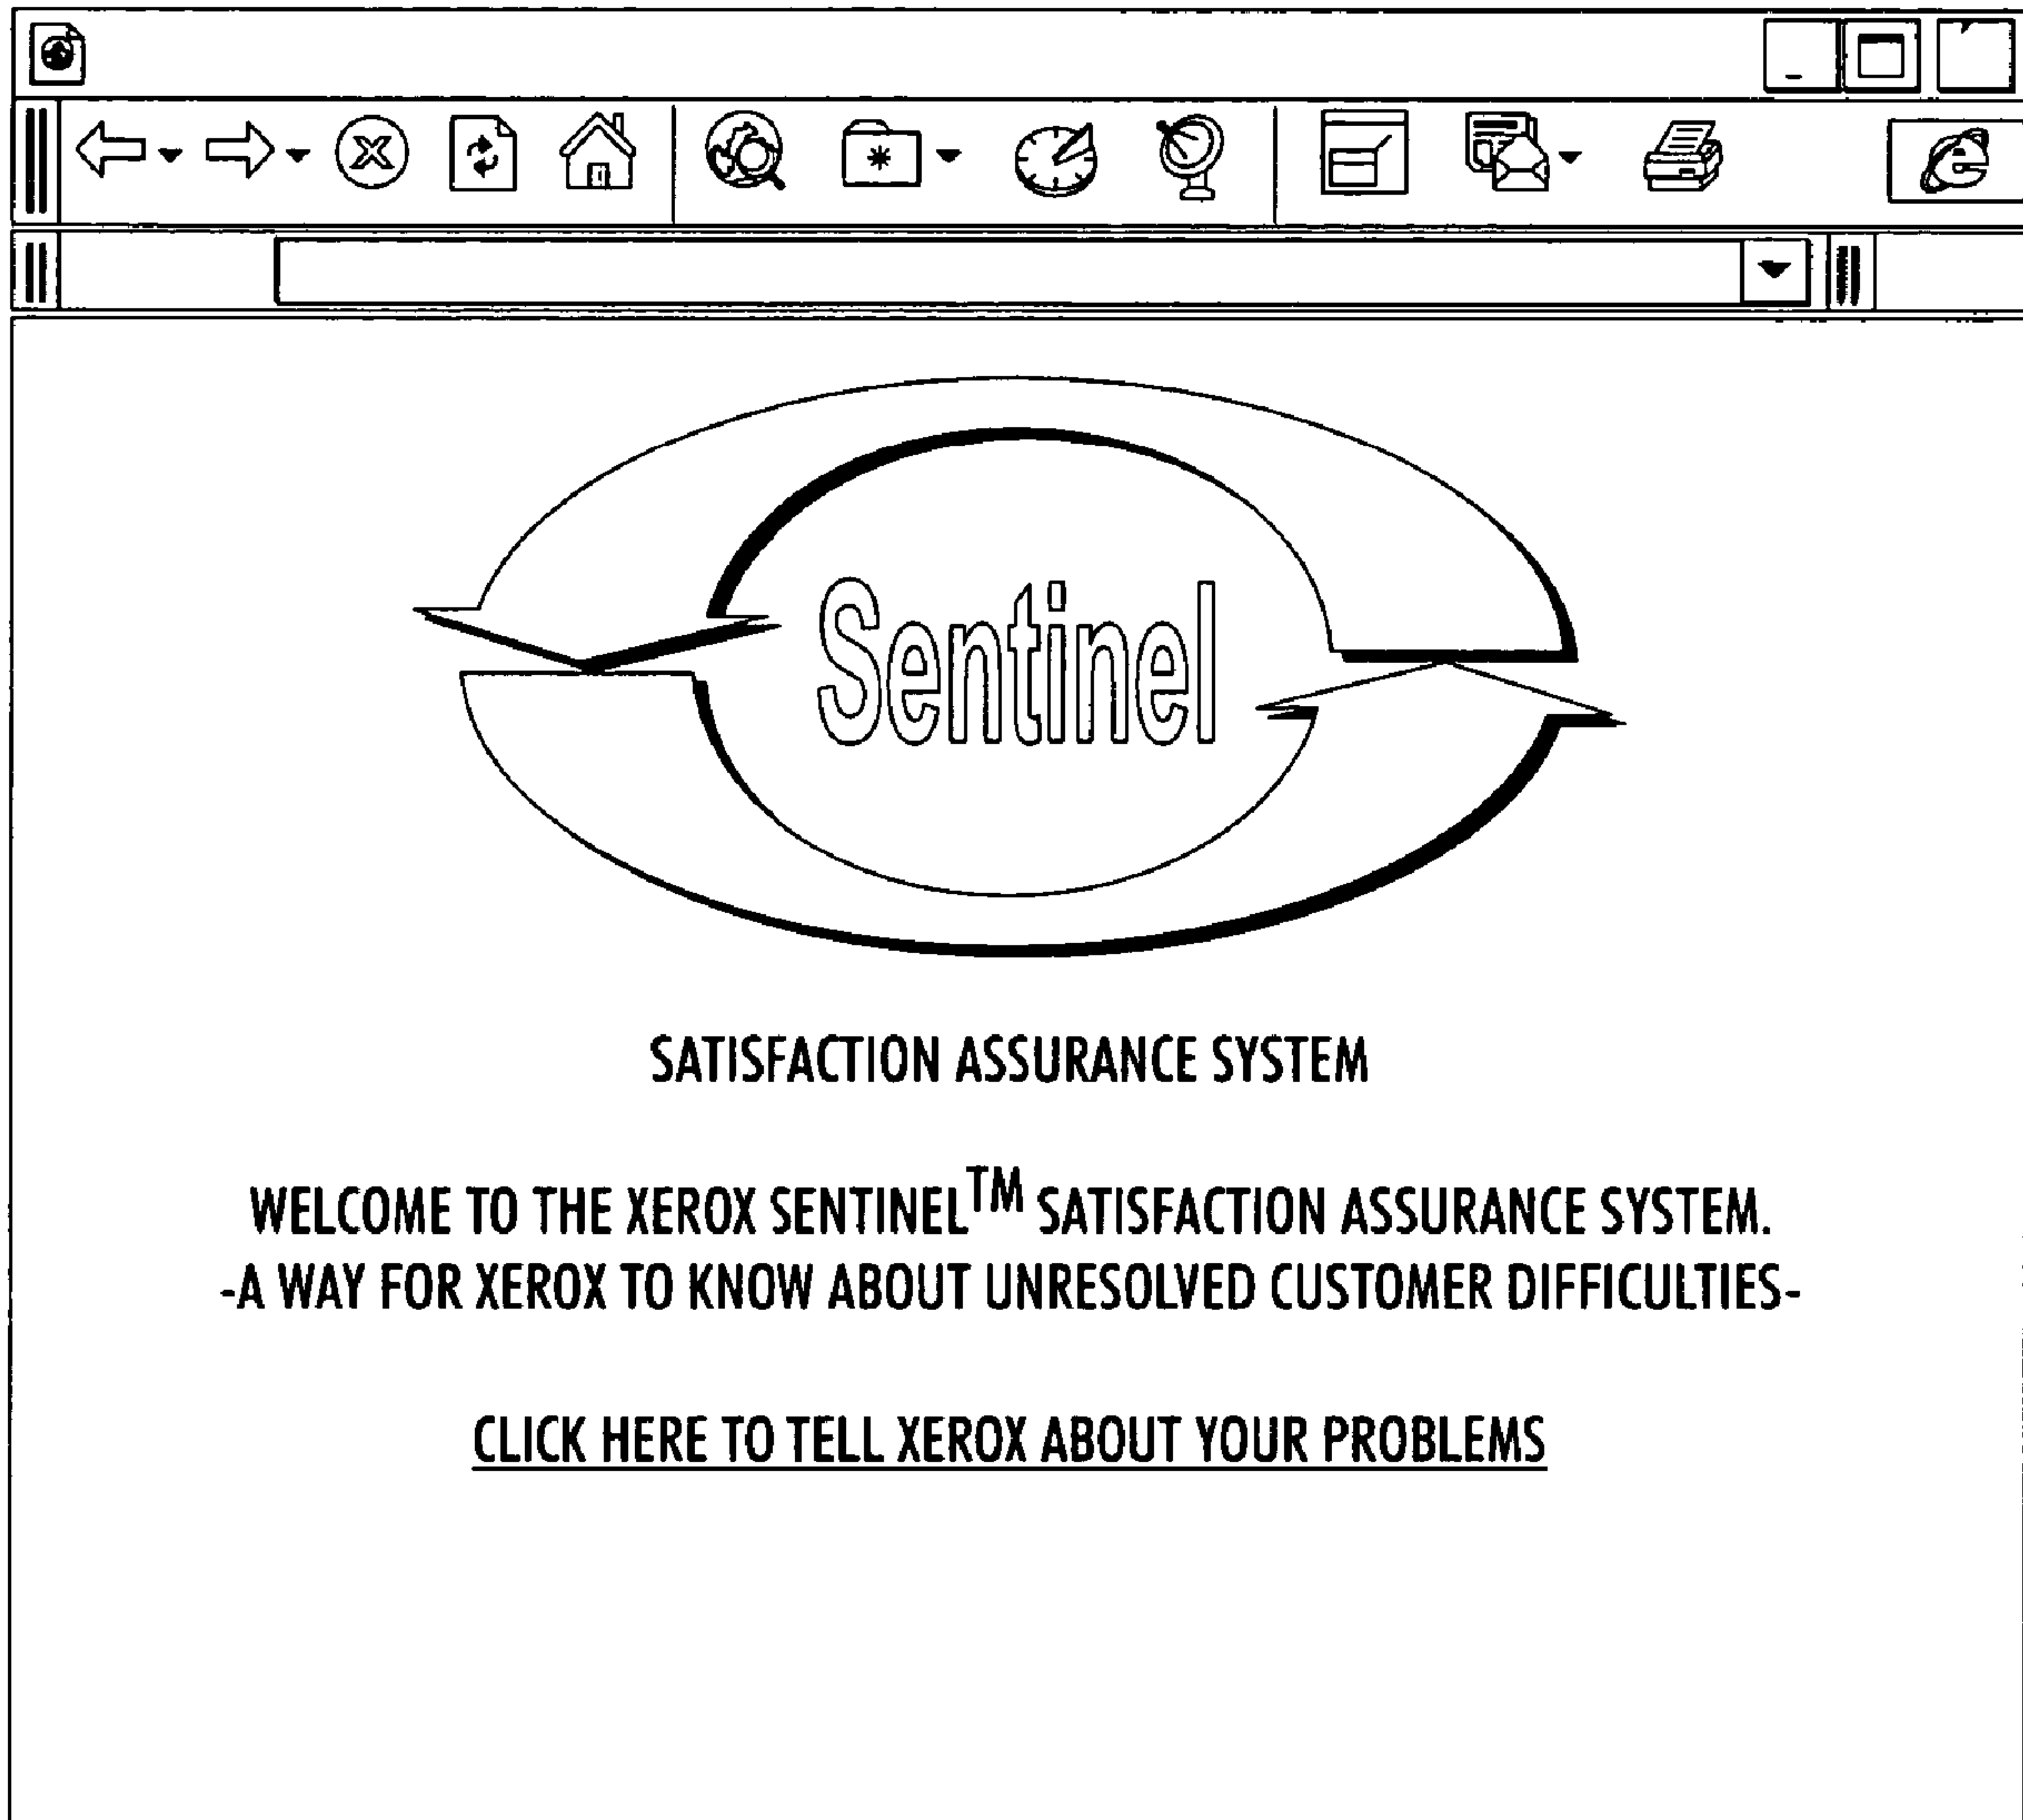 Sentinel
SATISFACTION ASSURANCE SYSTEM
WELCOME TO THE XEROX SENTINEL™ SATISFACTION ASSURANCE SYSTEM.
-A WAY FOR XEROX TO KNOW ABOUT UNRESOLVED CUSTOMER DIFFICULTIES-
CLICK HERE TO TELL XEROX ABOUT YOUR PROBLEMS